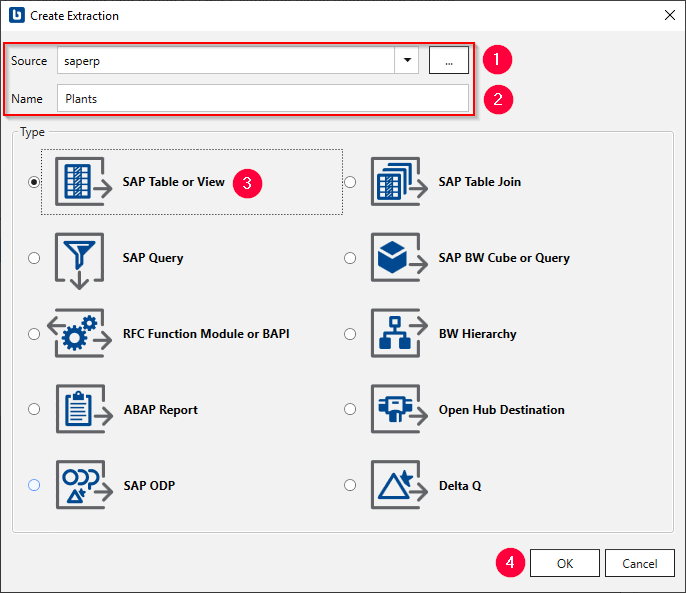 Create Extraction
Source saperp ... 1
Name Plants 2
Type
SAP Table or View 3 SAP Table Join
SAP Query SAP BW Cube or Query
RFC Function Module or BAPI BW Hierarchy
ABAP Report Open Hub Destination
SAP ODP Delta Q
4 OK Cancel